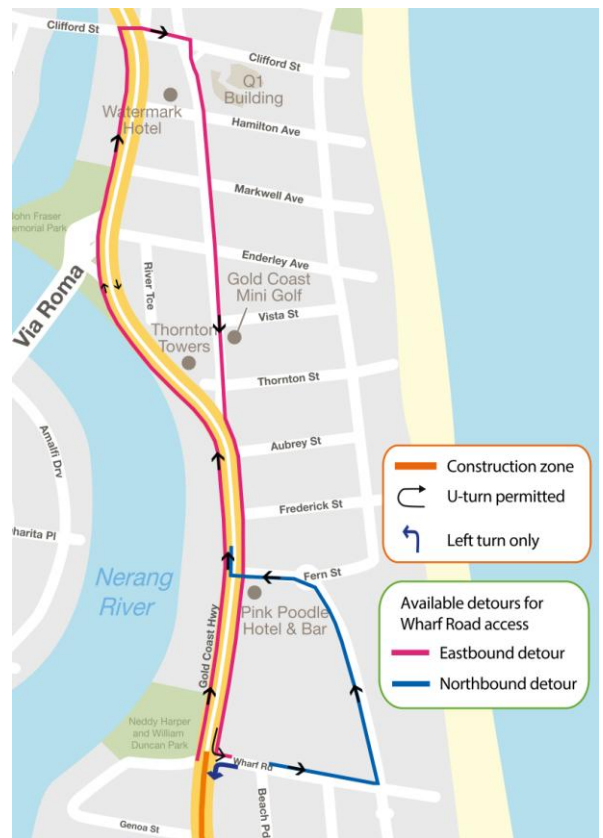 Clifford St
Clifford St
Q1
Building
Watermark
Hotel
Hamilton Ave
Markwell Ave
John Fraser
Memorial Park
Enderley Ave
Via Roma
River Tce
Gold Coast
Mini Golf
Vista St
Thornton
Towers
Thornton St
Amalfi Drv
Aubrey St
Construction zone
U-turn permitted
Left turn only
Frederick St
harita Pl
Nerang
River
Fern St
Pink Poodle
Hotel & Bar
Gold Coast Hwy
Available detours for
Wharf Road access
Eastbound detour
Northbound detour
Neddy Harper
and William
Duncan Park
Wharf Rd
Beach Pde
Genoa St